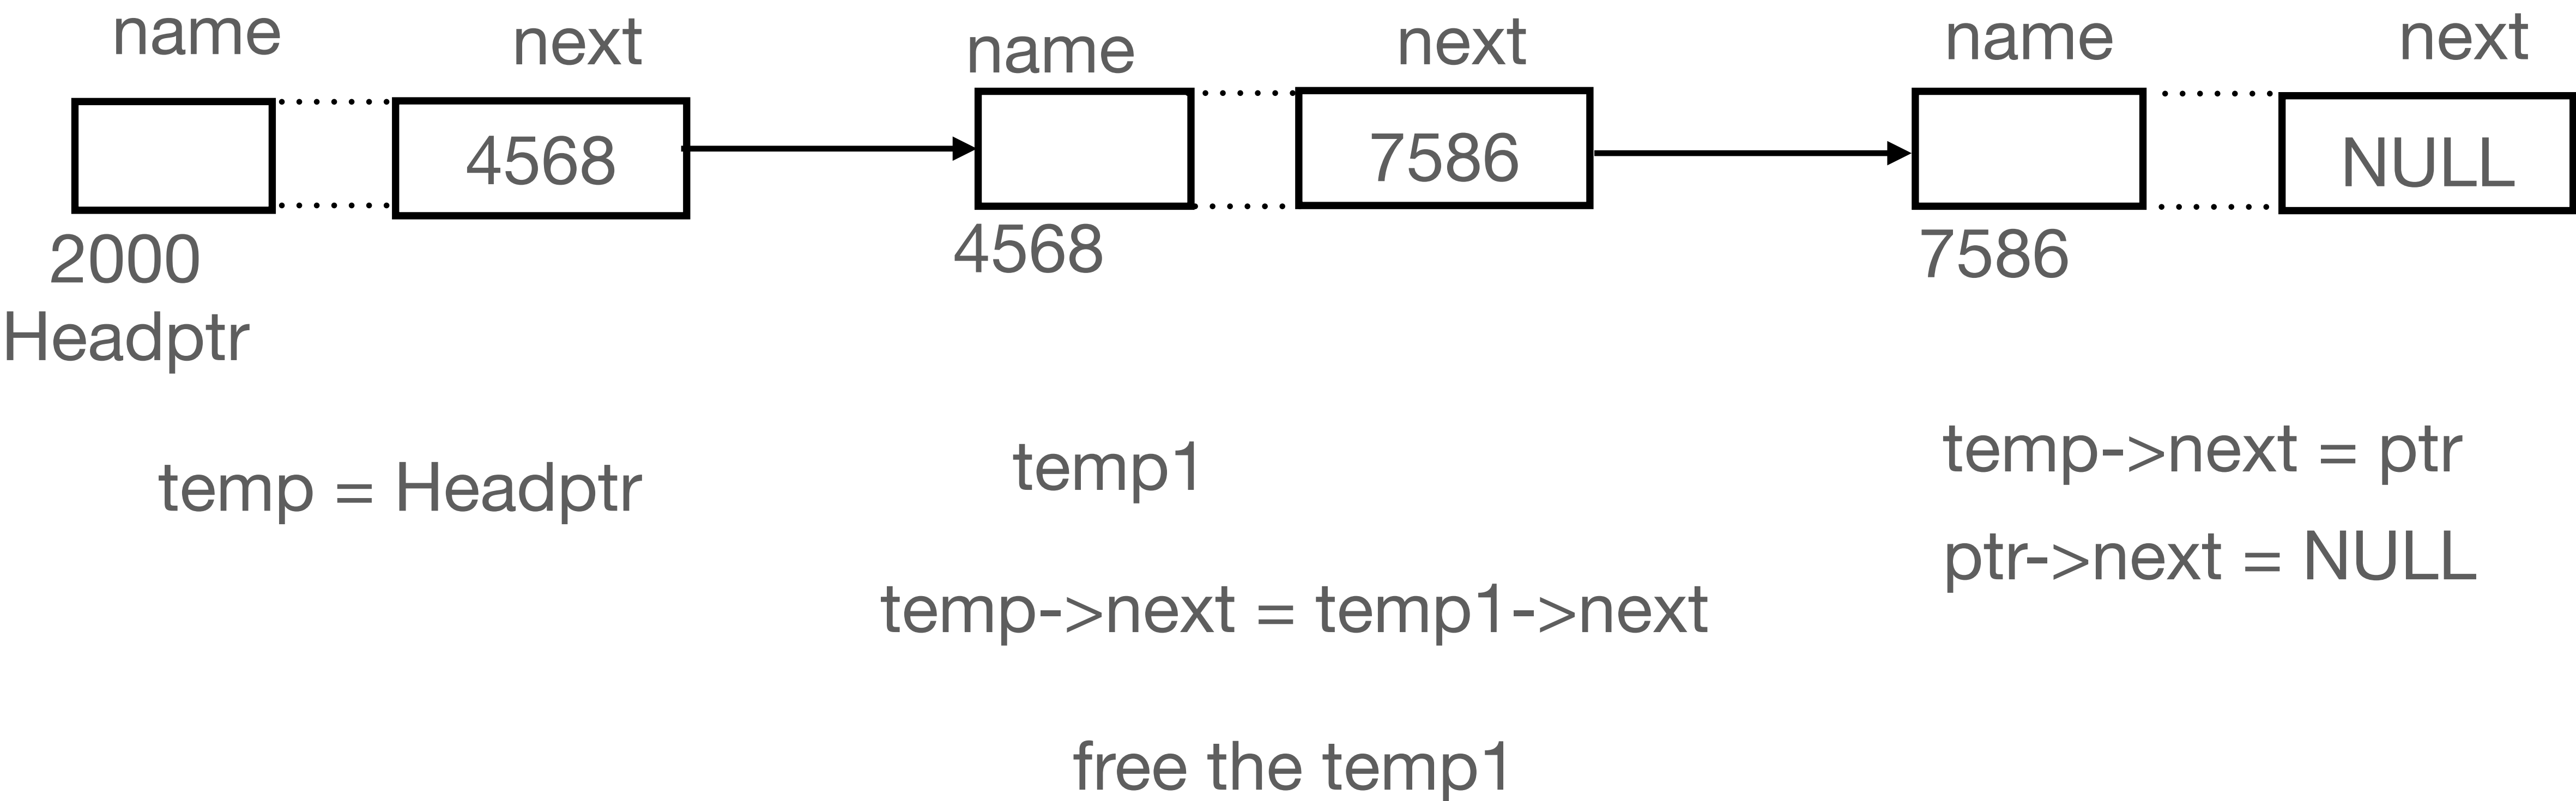 name next name next name next
4568 7586 NULL
2000 4568 7586
Headptr
temp = Headptr
temp1
temp->next = temp1->next
free the temp1
temp->next = ptr
ptr->next = NULL